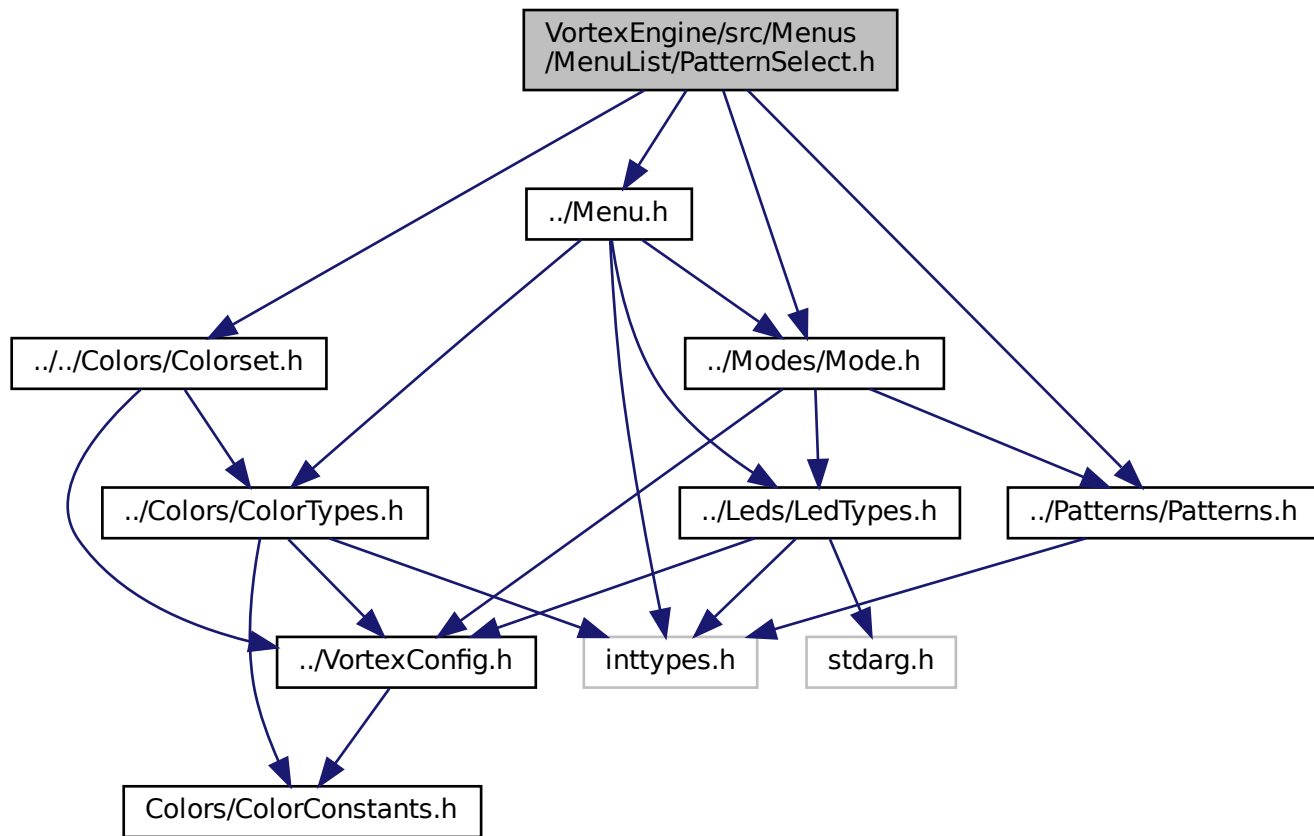 VortexEngine/src/Menus
/MenuList/PatternSelect.h
../Menu.h
../../Colors/Colorset.h
../Modes/Mode.h
../Colors/ColorTypes.h
../Leds/LedTypes.h
../Patterns/Patterns.h
../VortexConfig.h
inttypes.h
stdarg.h
Colors/ColorConstants.h